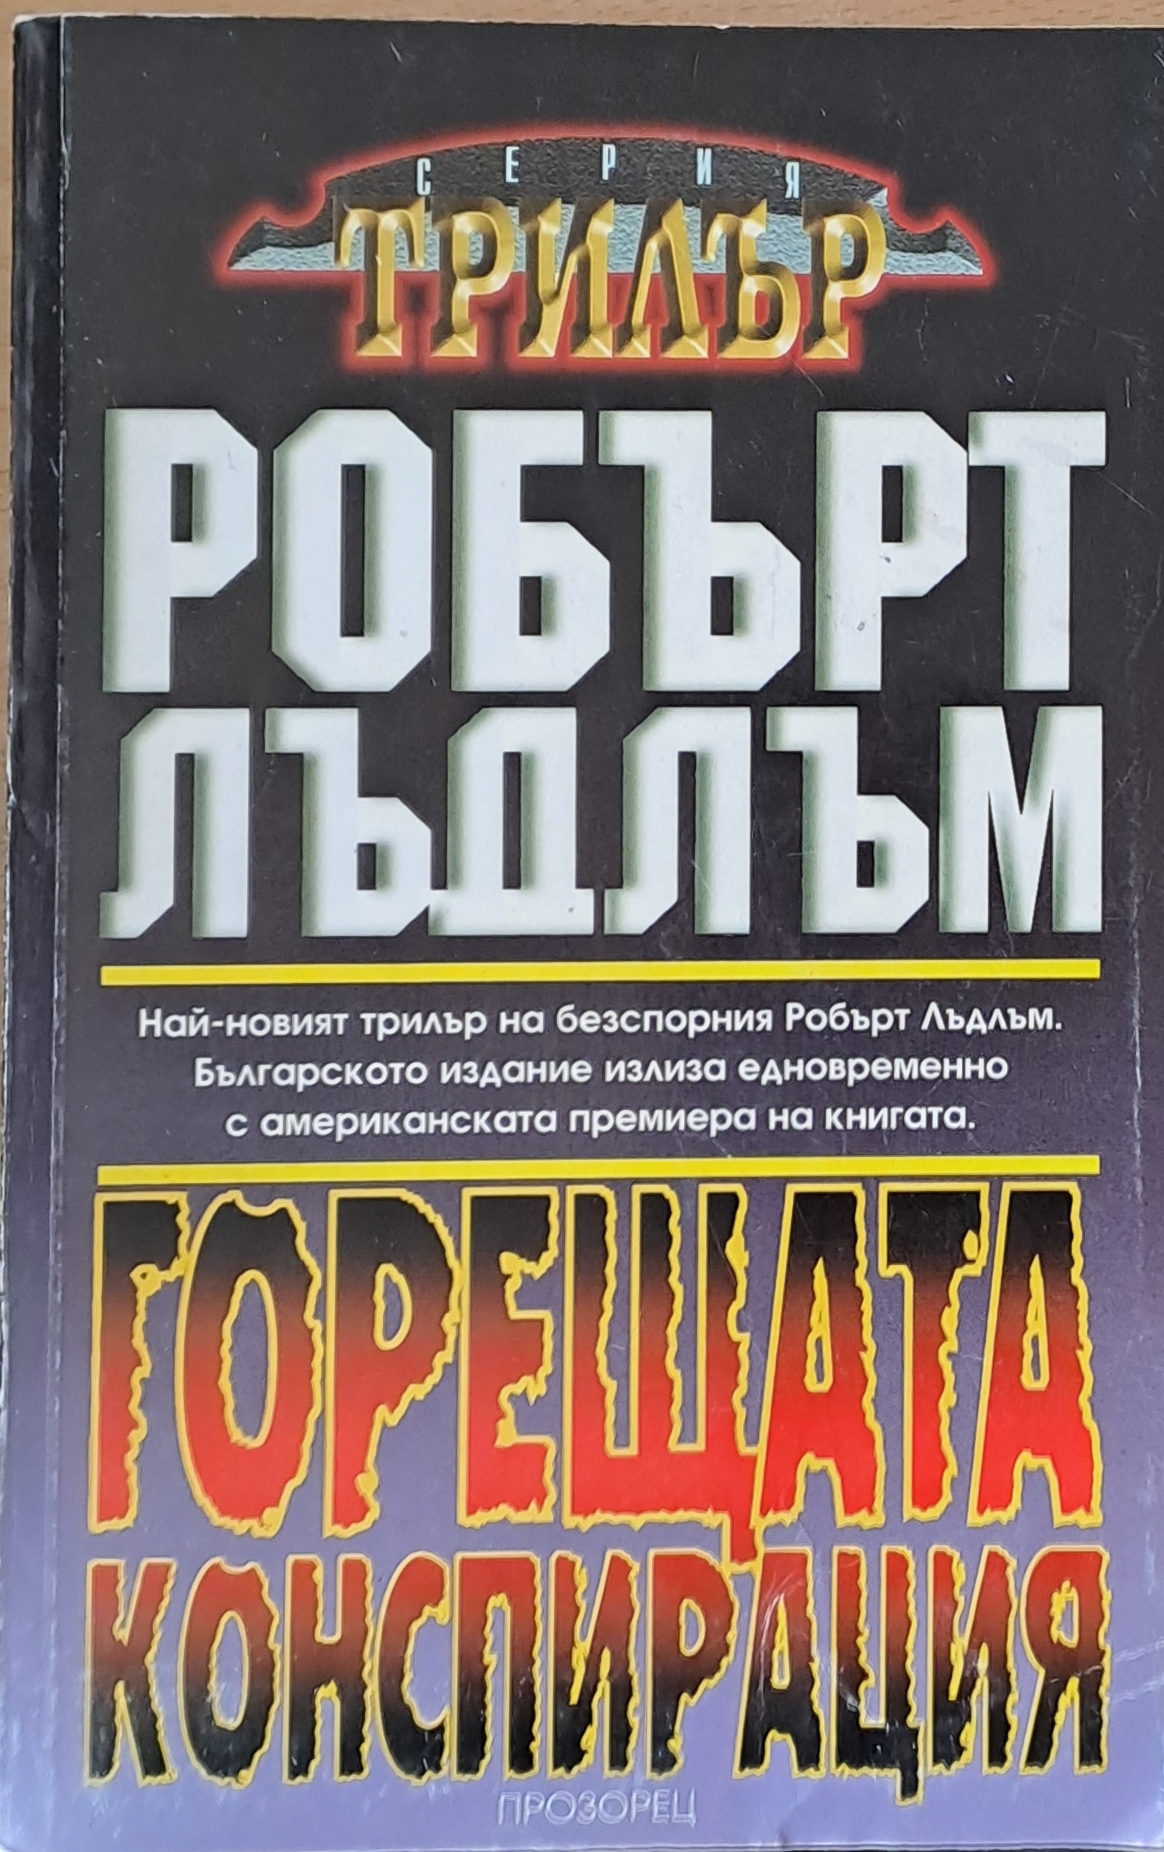 СЕРИЯ
ТРИЛЪР
РОБЪРТ
ЛЪДЛЪМ
Най-новият трилър на безспорния Робърт Лъдлъм.
Българското издание излиза едновременно
с американската премиера на книгата.
ГОРЕЩАТА
КОНСПИРАЦИЯ
ПРОЗОРЕЦ